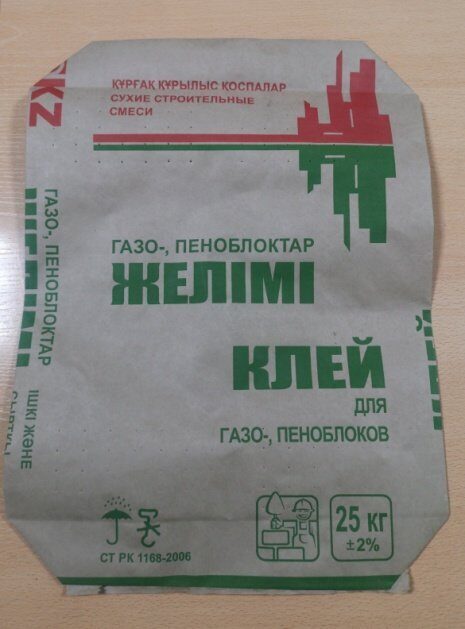 ҚҰРҒАҚ ҚҰРЫЛЫС ҚОСПАЛАР
СУХИЕ СТРОИТЕЛЬНЫЕ
СМЕСИ
KZ
ГАЗО-, ПЕНОБЛОКТАР
ЖЕЛІМІ
КЛЕЙ
ДЛЯ
ГАЗО-, ПЕНОБЛОКОВ
ГАЗО-, ПЕНОБЛОКТАР
ІШКІ ЖӘНЕ
СТ РК 1168-2006
25 КГ
±2%